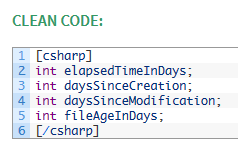 CLEAN CODE:
1 [csharp]
2 int elapsedTimeInDays;
3 int daysSinceCreation;
4 int daysSinceModification;
5 int fileAgeInDays;
6 [/csharp]